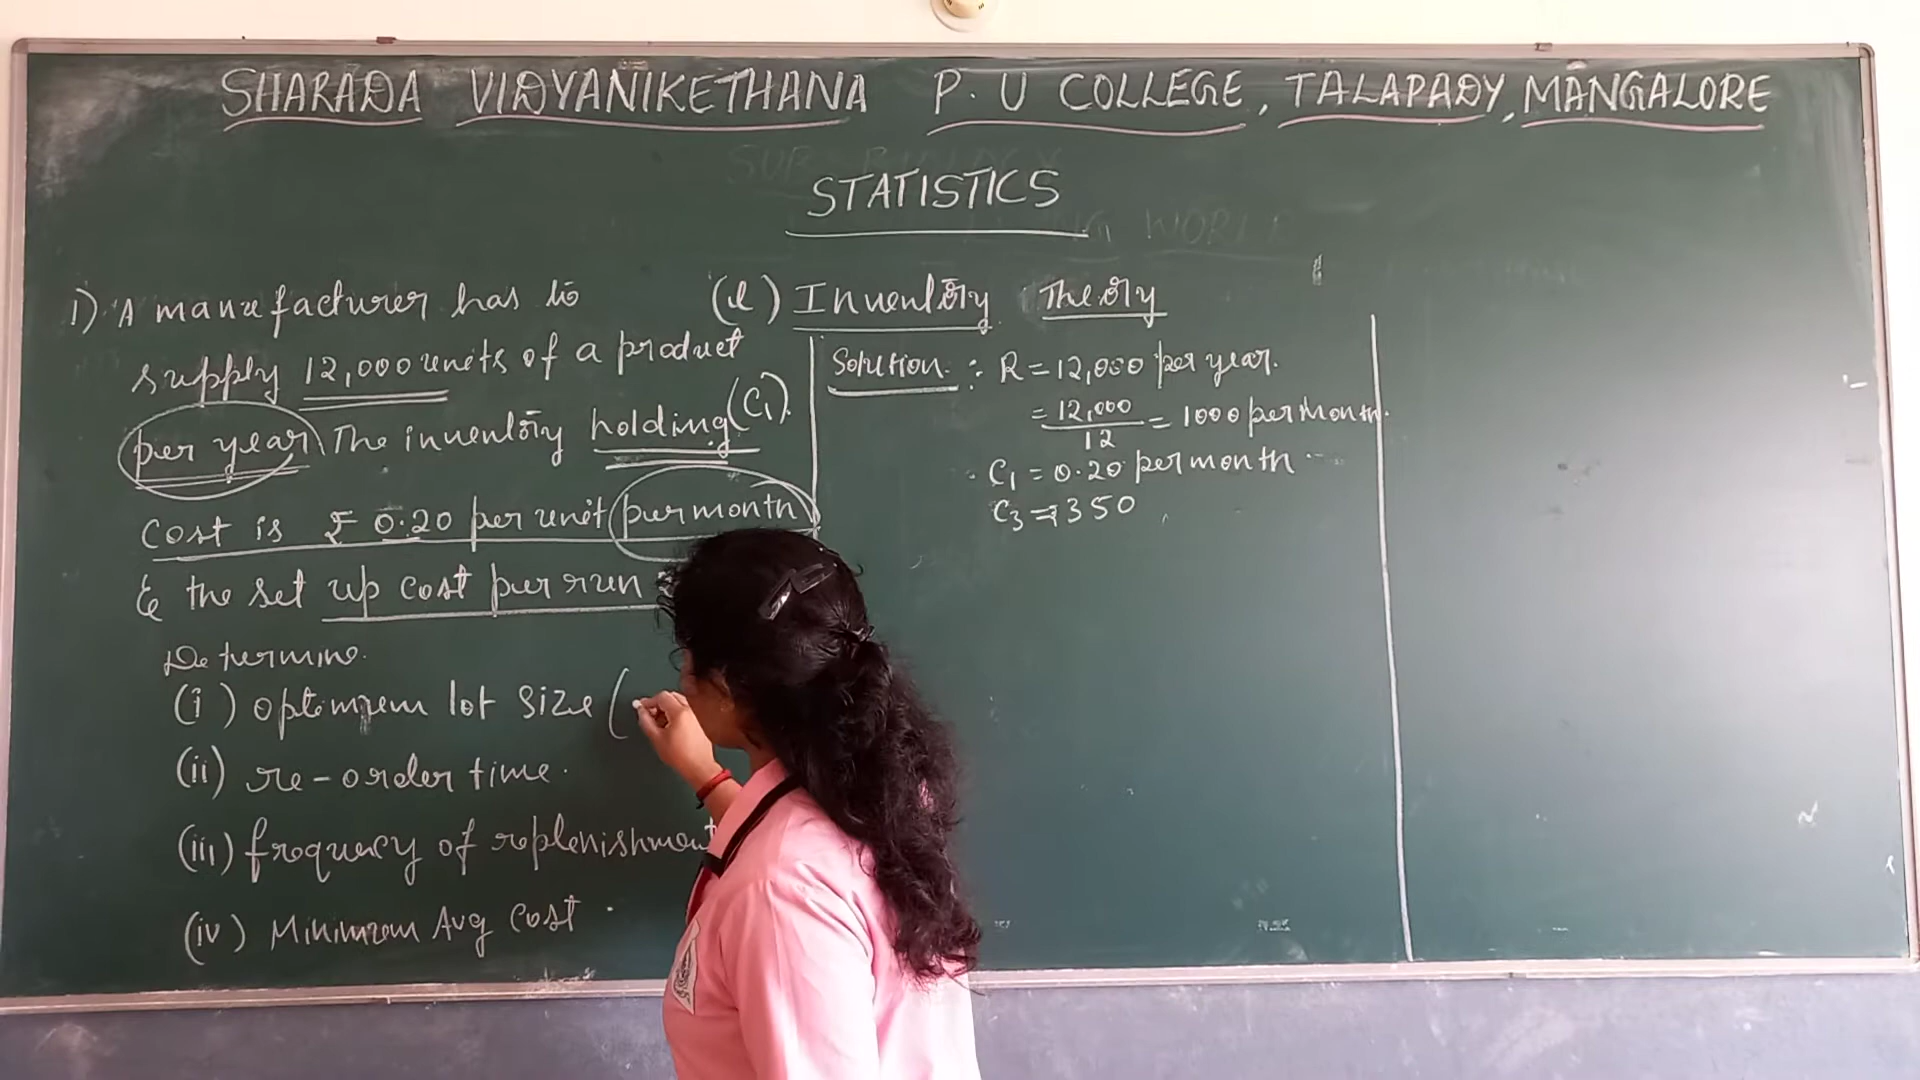 SHARADA VIDYANIKETHANA P.U COLLEGE, TALAPADY, MANGALORE
STATISTICS
(e) Inventory Theory
1) A manufacturer has to
supply 12,000 units of a product
per year. The inventory holding (C₁).
cost is ₹ 0.20 per unit per month
& the set up cost per run
Determine.
(i) optimum lot size (
(ii) re-order time.
(iii) frequency of replenishment
(iv) Minimum Avg Cost.
Solution :- R = 12,000 per year.
= 12,000/12 = 1000 per month.
C₁ = 0.20 per month
C₃ = 350